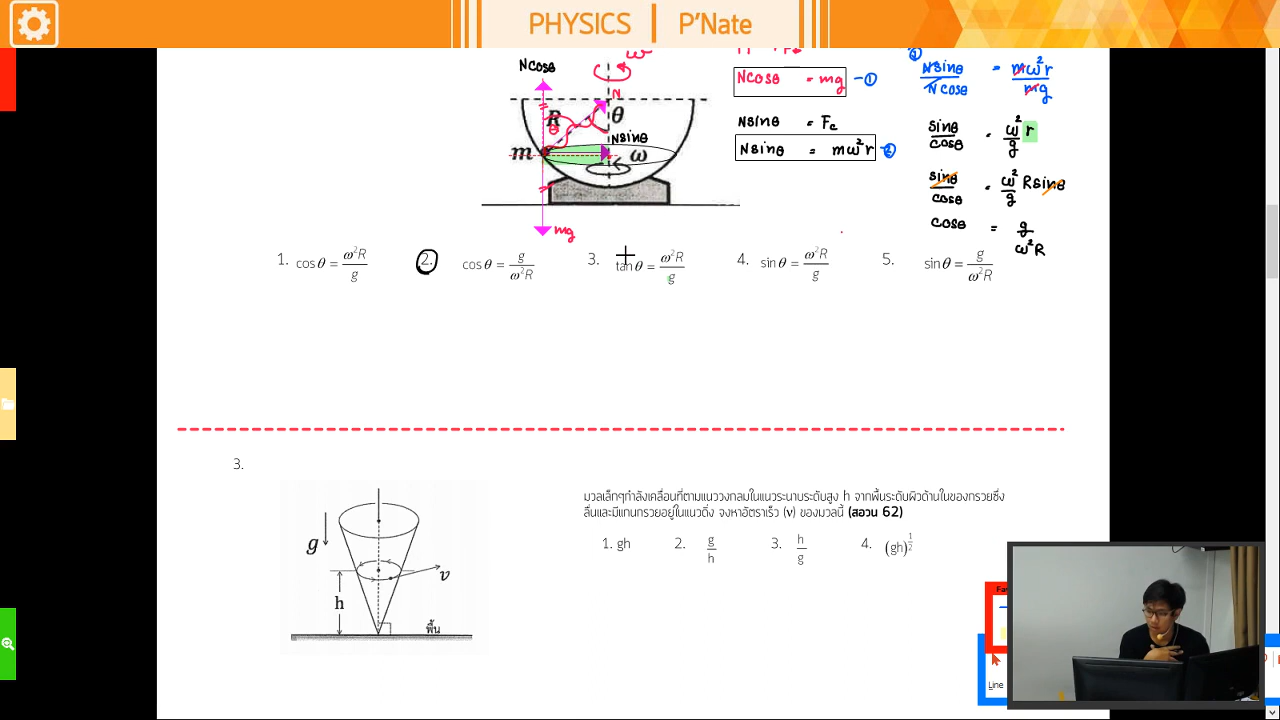 PHYSICS P'Nate
Ncosθ
ω
N
R
θ
θ
Nsinθ
m
ω
mg
Ncosθ = mg —①
Nsinθ = Fc
Nsinθ = mω²r —②
②
Nsinθ / Ncosθ = mω²r / mg
sinθ / cosθ = ω² / g r
sinθ / cosθ = ω² / g Rsinθ
cosθ = g / ω²R
1. cosθ = ω²R / g 2. cosθ = g / ω²R 3. tanθ = ω²R / g 4. sinθ = ω²R / g 5. sinθ = g / ω²R
3.
มวลเล็กๆกำลังเคลื่อนที่ตามแนววงกลมในแนวระนาบระดับสูง h จากพื้นระดับผิวด้านในของกรวยซึ่ง
ลื่นและมีแกนกรวยอยู่ในแนวดิ่ง จงหาอัตราเร็ว (v) ของมวลนี้ (สอวน 62)
1. gh 2. g / h 3. h / g 4. (gh)^1/2
g
v
h
พื้น
Line